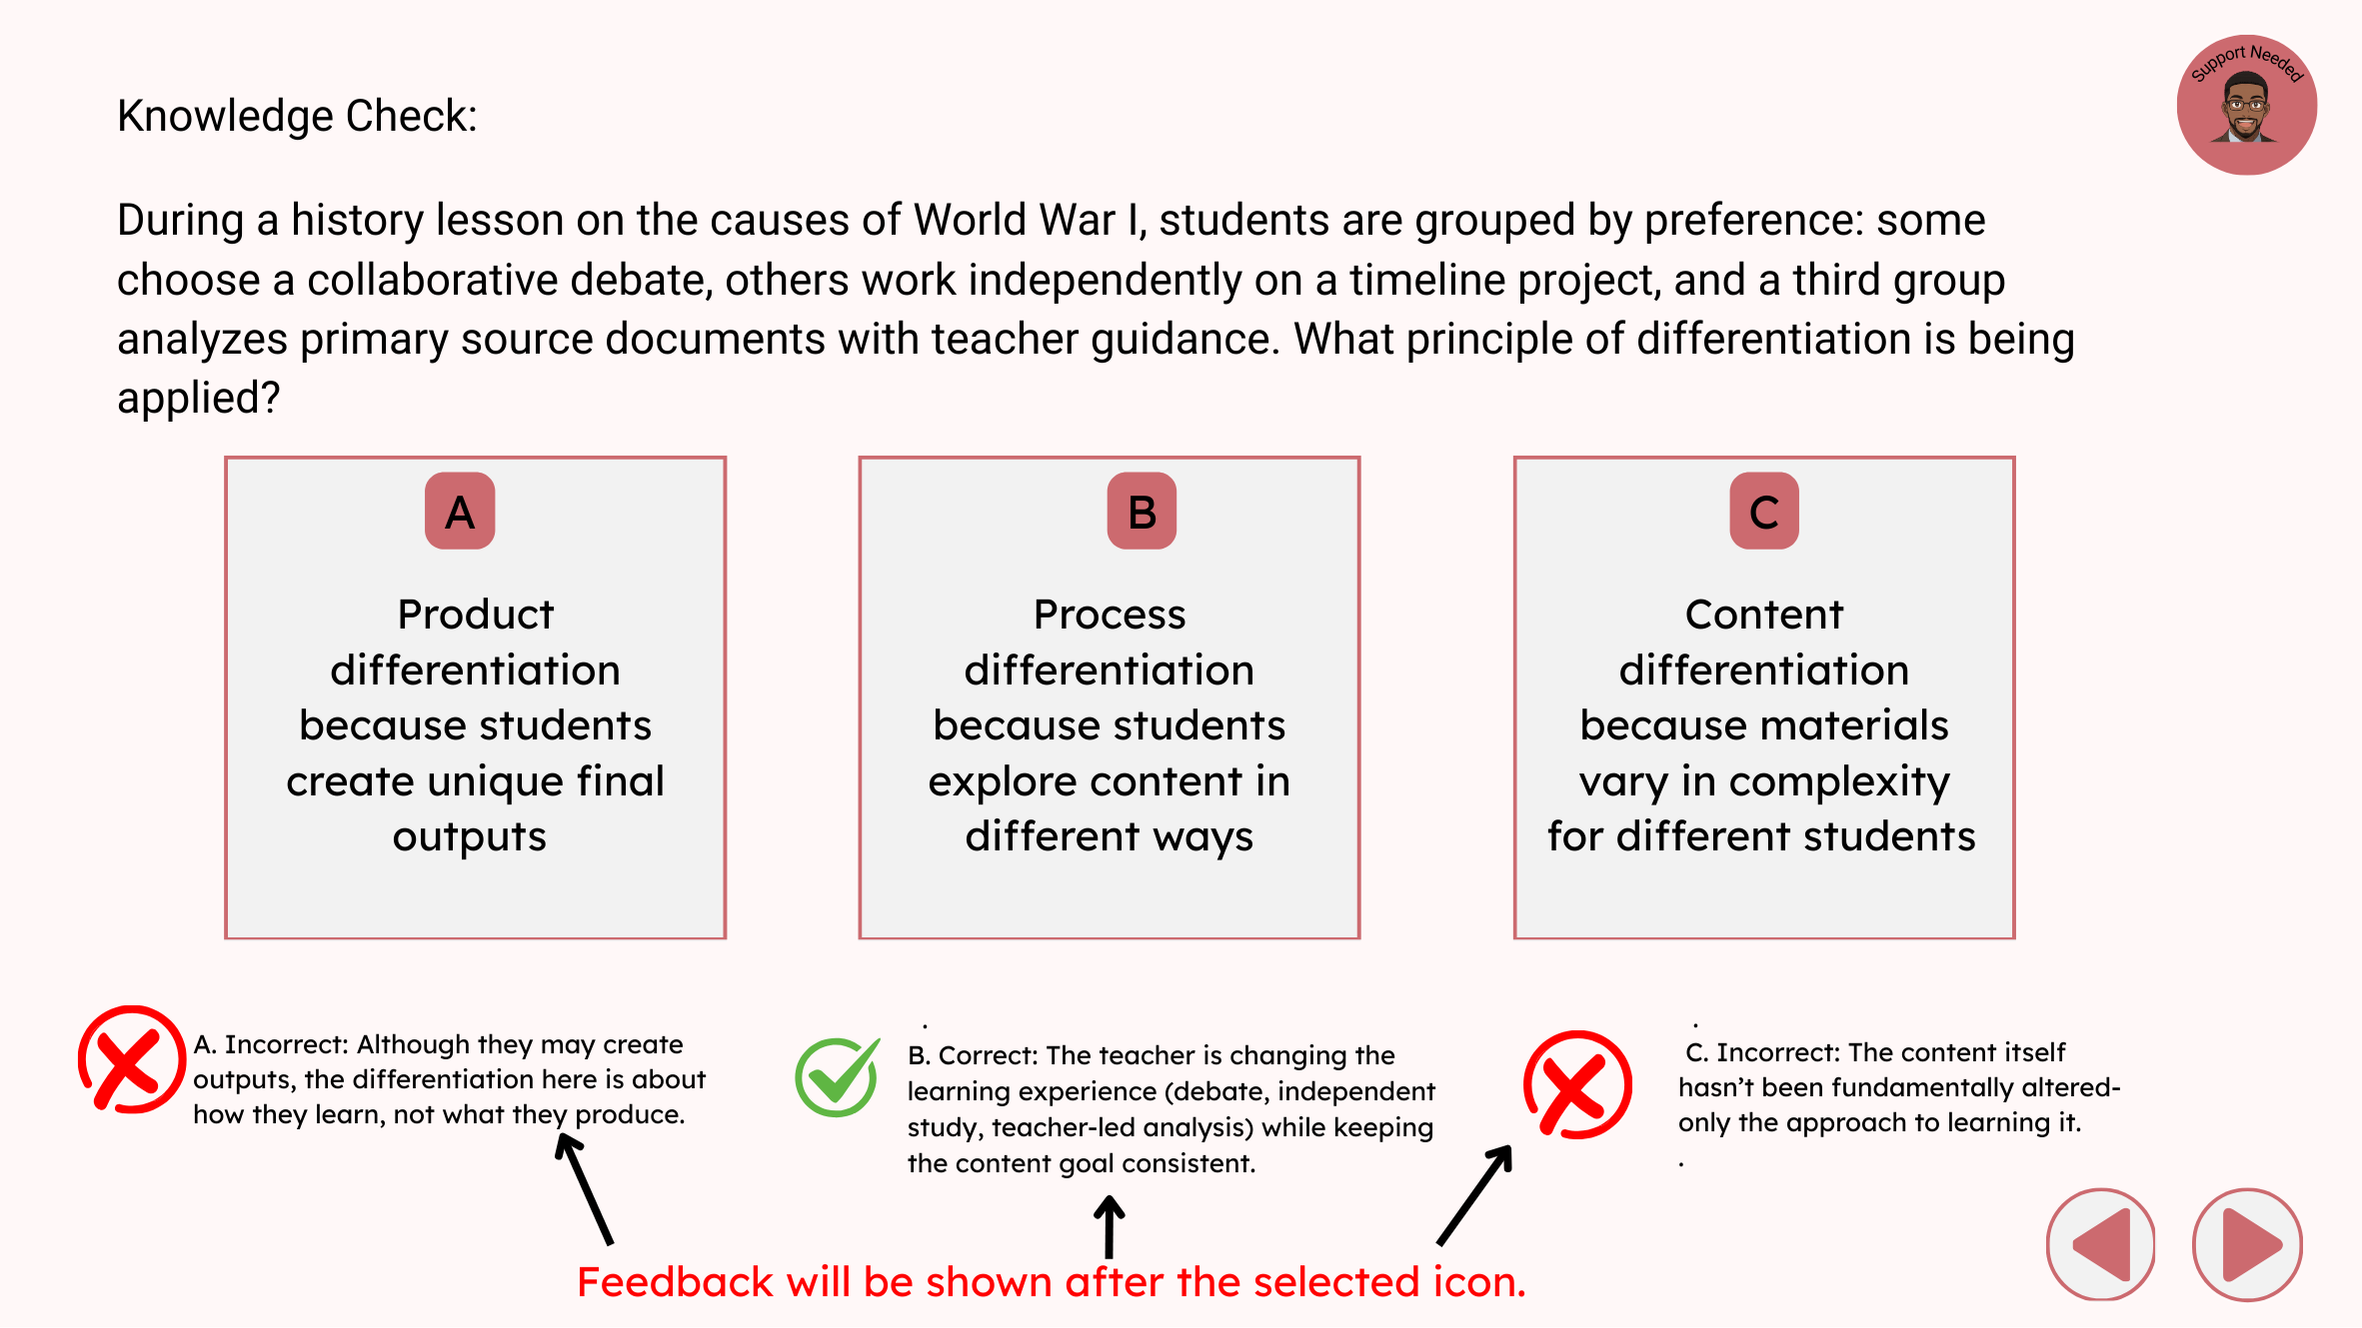 Support Needed
Knowledge Check:
During a history lesson on the causes of World War I, students are grouped by preference: some
choose a collaborative debate, others work independently on a timeline project, and a third group
analyzes primary source documents with teacher guidance. What principle of differentiation is being
applied?
A
Product
differentiation
because students
create unique final
outputs
B
Process
differentiation
because students
explore content in
different ways
C
Content
differentiation
because materials
vary in complexity
for different students
A. Incorrect: Although they may create
outputs, the differentiation here is about
how they learn, not what they produce.
.
B. Correct: The teacher is changing the
learning experience (debate, independent
study, teacher-led analysis) while keeping
the content goal consistent.
.
C. Incorrect: The content itself
hasn’t been fundamentally altered-
only the approach to learning it.
.
Feedback will be shown after the selected icon.